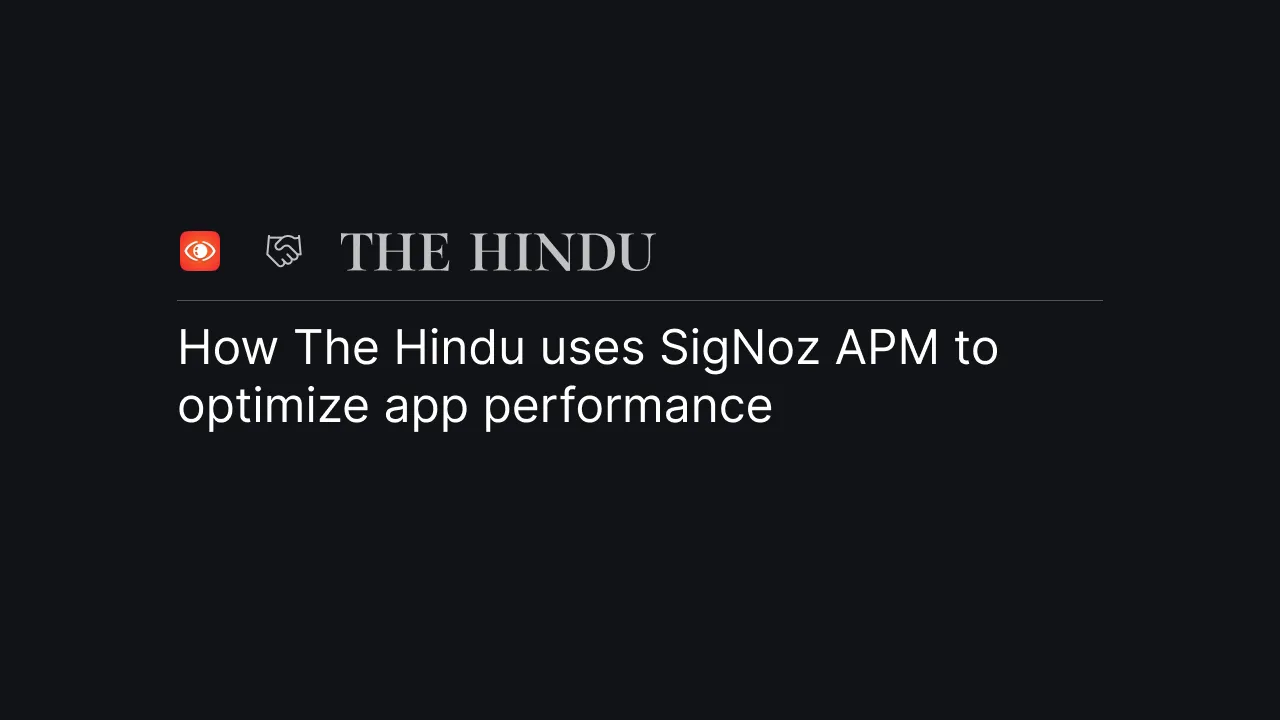 THE HINDU
How The Hindu uses SigNoz APM to
optimize app performance